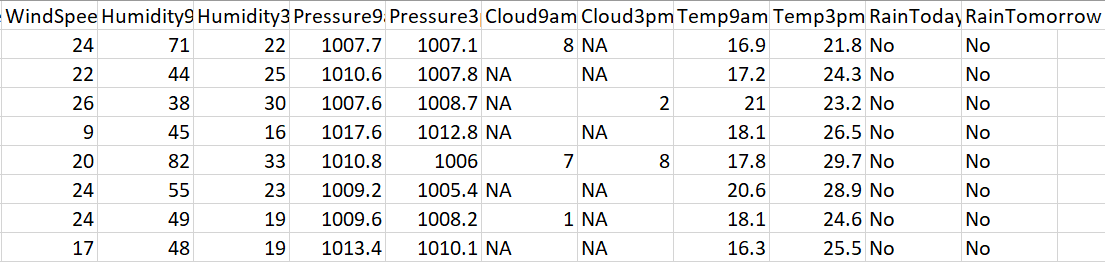 WindSpee Humidity9 Humidity3 Pressure9 Pressure3 Cloud9am Cloud3pm Temp9am Temp3pm RainToday RainTomorrow
24 71 22 1007.7 1007.1 8 NA 16.9 21.8 No No
22 44 25 1010.6 1007.8 NA NA 17.2 24.3 No No
26 38 30 1007.6 1008.7 NA 2 21 23.2 No No
9 45 16 1017.6 1012.8 NA NA 18.1 26.5 No No
20 82 33 1010.8 1006 7 8 17.8 29.7 No No
24 55 23 1009.2 1005.4 NA NA 20.6 28.9 No No
24 49 19 1009.6 1008.2 1 NA 18.1 24.6 No No
17 48 19 1013.4 1010.1 NA NA 16.3 25.5 No No